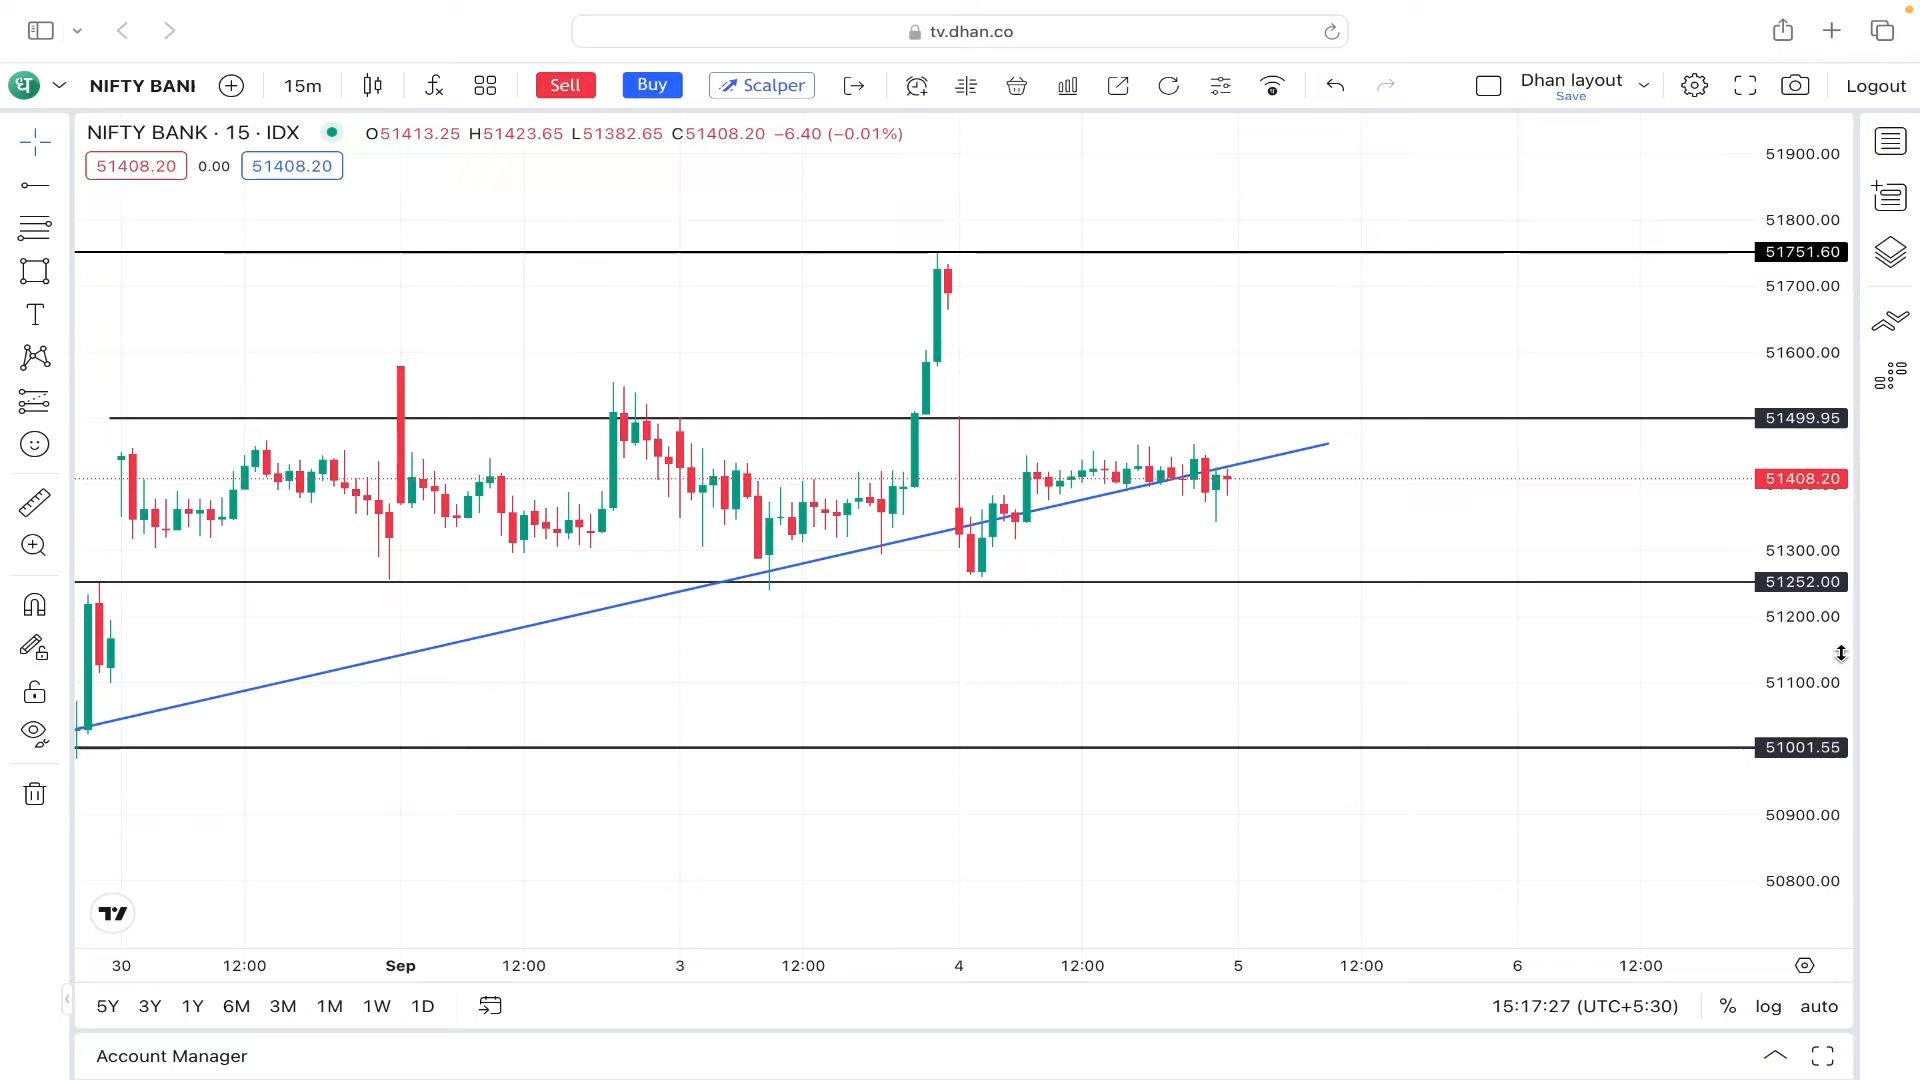 tv.dhan.co
ध
NIFTY BANI
15m
Sell
Buy
Scalper
Dhan layout
Save
Logout
NIFTY BANK · 15 · IDX
O51413.25 H51423.65 L51382.65 C51408.20 −6.40 (−0.01%)
51408.20
0.00
51408.20
51900.00
51800.00
51751.60
51700.00
51600.00
51499.95
51408.20
51300.00
51252.00
51200.00
51100.00
51001.55
50900.00
50800.00
30 12:00 Sep 12:00 3 12:00 4 12:00 5 12:00 6 12:00
5Y 3Y 1Y 6M 3M 1M 1W 1D
15:17:27 (UTC+5:30)
% log auto
Account Manager